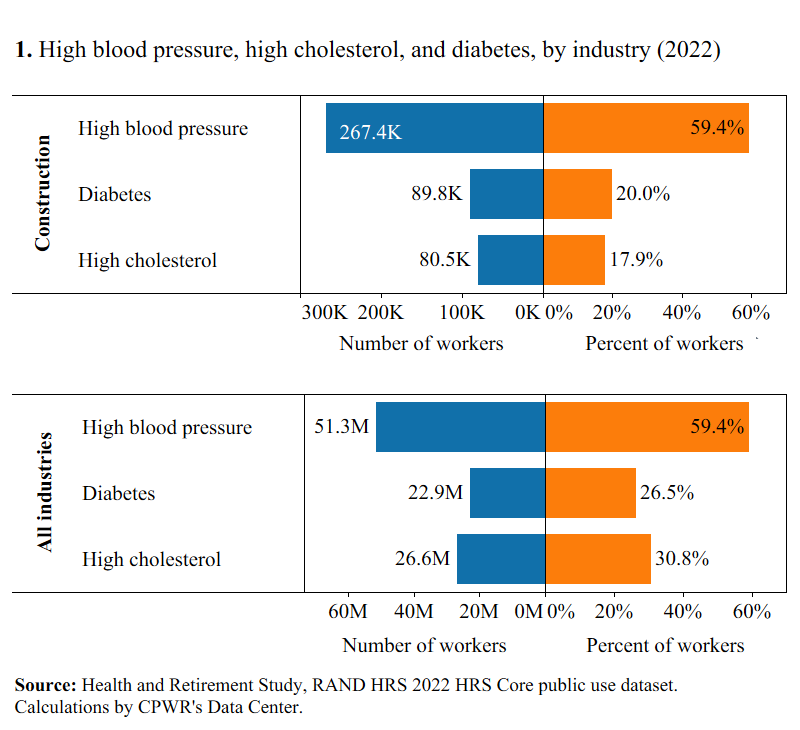 1. High blood pressure, high cholesterol, and diabetes, by industry (2022)
Construction
High blood pressure
267.4K
59.4%
Diabetes
89.8K
20.0%
High cholesterol
80.5K
17.9%
300K 200K 100K 0K 0% 20% 40% 60%
Number of workers Percent of workers
All industries
High blood pressure
51.3M
59.4%
Diabetes
22.9M
26.5%
High cholesterol
26.6M
30.8%
60M 40M 20M 0M 0% 20% 40% 60%
Number of workers Percent of workers
Source: Health and Retirement Study, RAND HRS 2022 HRS Core public use dataset.
Calculations by CPWR's Data Center.